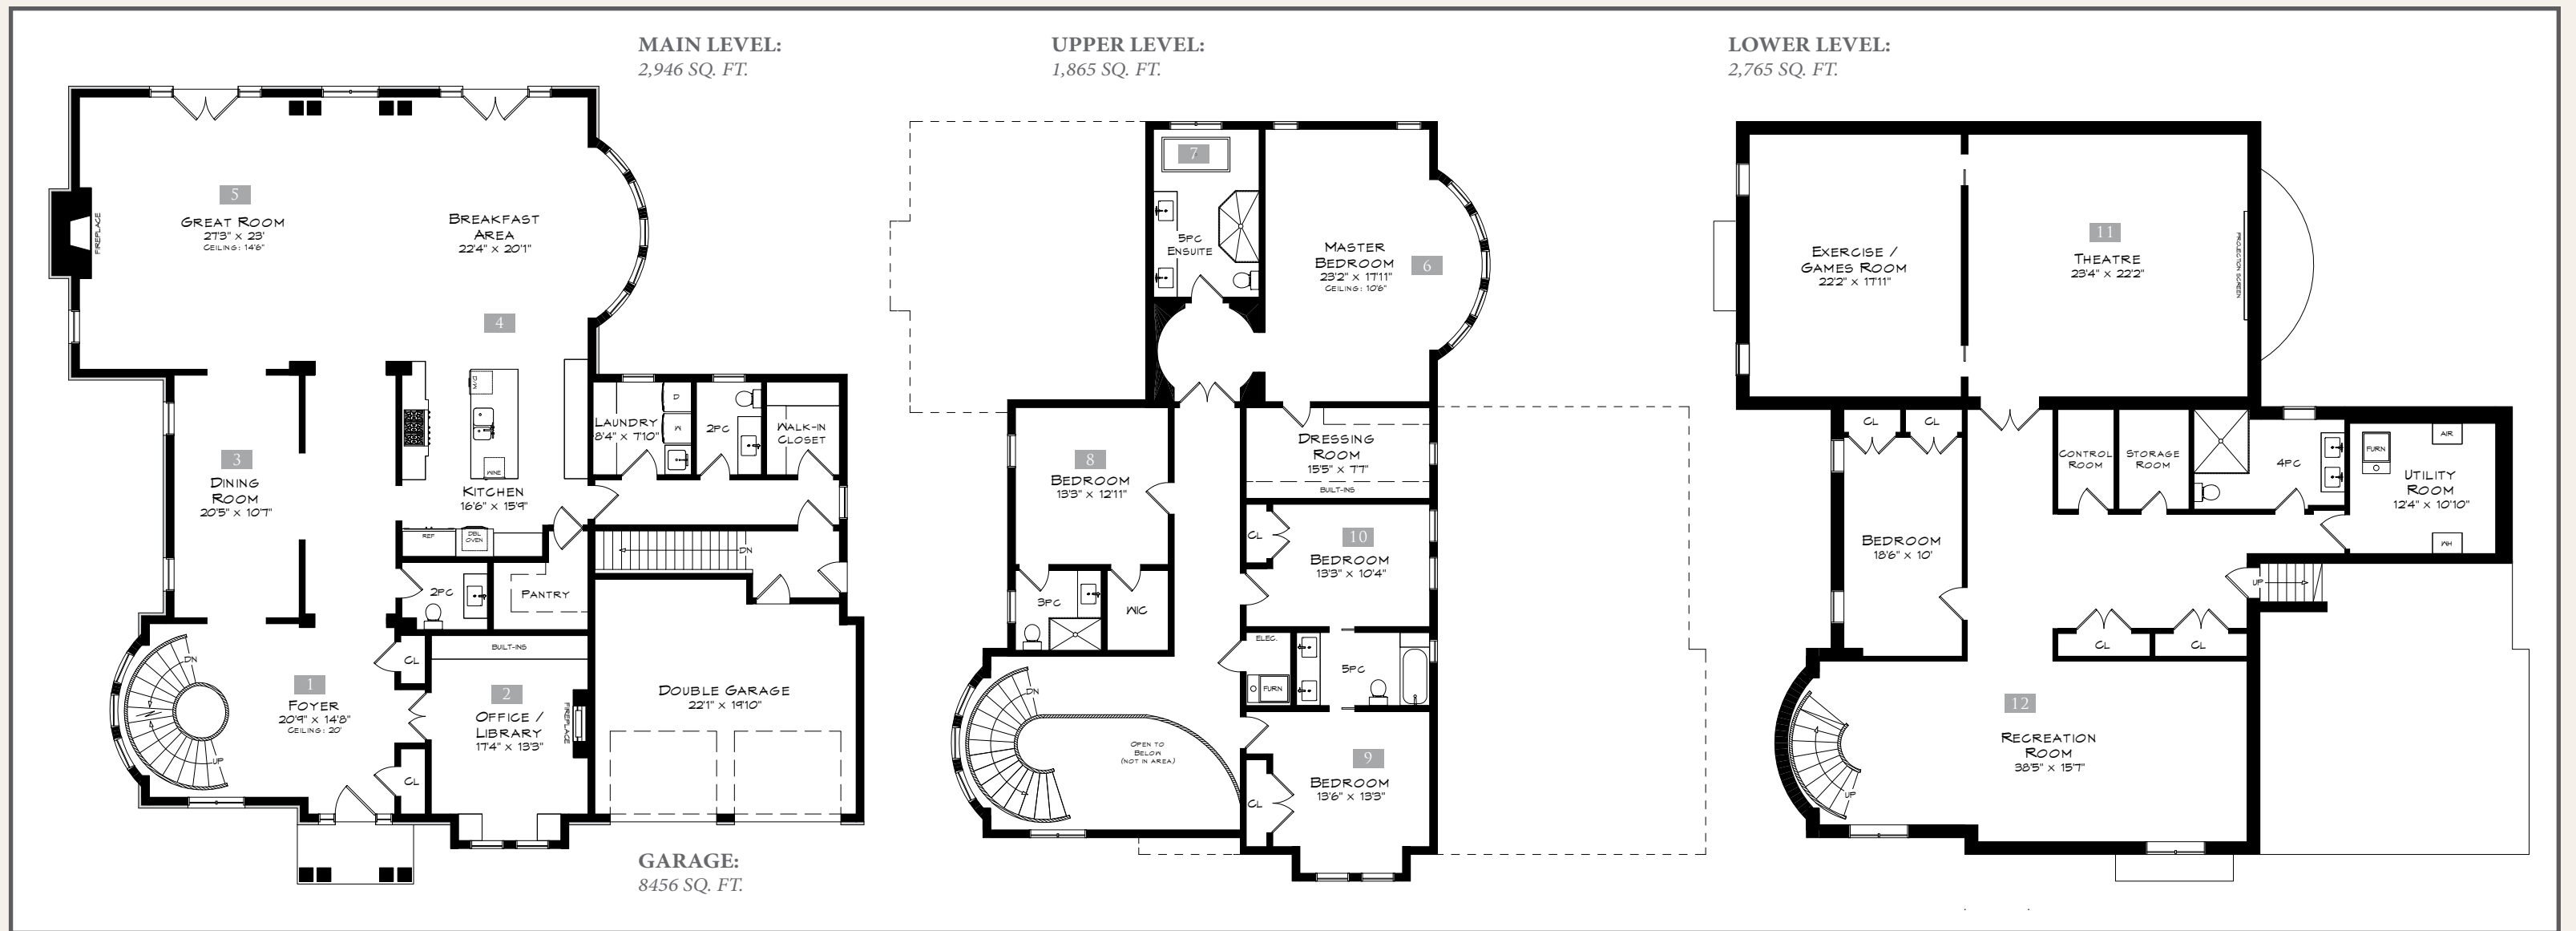 MAIN LEVEL:
2,946 SQ. FT.
5
GREAT ROOM
27'3" x 23'
CEILING: 14'6"
FIREPLACE
BREAKFAST
AREA
22'4" x 20'1"
4
3
DINING
ROOM
20'5" x 10'7"
M/D
WINE
KITCHEN
16'6" x 15'9"
REF
DBL
OVEN
LAUNDRY
8'4" x 7'10"
D
W
2PC
WALK-IN
CLOSET
DN
2PC
PANTRY
DN
UP
1
FOYER
20'9" x 14'8"
CEILING: 20'
CL
CL
BUILT-INS
2
OFFICE /
LIBRARY
17'4" x 13'3"
FIREPLACE
DOUBLE GARAGE
22'1" x 19'10"
GARAGE:
8456 SQ. FT.
UPPER LEVEL:
1,865 SQ. FT.
7
5PC
ENSUITE
MASTER
BEDROOM
23'2" x 17'11"
CEILING: 10'6"
6
8
BEDROOM
13'3" x 12'11"
DRESSING
ROOM
15'5" x 7'7"
BUILT-INS
CL
10
BEDROOM
13'3" x 10'4"
3PC
WIC
ELEC.
FURN
5PC
DN
OPEN TO
BELOW
(NOT IN AREA)
CL
9
BEDROOM
13'6" x 13'3"
LOWER LEVEL:
2,765 SQ. FT.
EXERCISE /
GAMES ROOM
22'2" x 17'11"
11
THEATRE
23'4" x 22'2"
PROJECTION SCREEN
CL
CL
BEDROOM
18'6" x 10'
CONTROL
ROOM
STORAGE
ROOM
4PC
FURN
AIR
UTILITY
ROOM
12'4" x 10'10"
WH
UP
CL
CL
UP
12
RECREATION
ROOM
38'5" x 15'7"